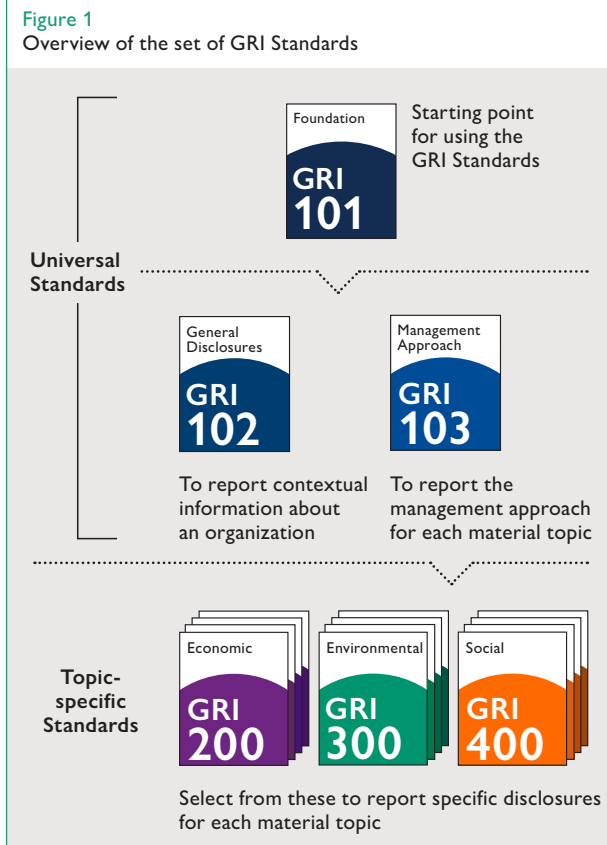 Figure 1
Overview of the set of GRI Standards
Foundation
GRI
101
Starting point
for using the
GRI Standards
Universal
Standards
General
Disclosures
GRI
102
To report contextual
information about
an organization
Management
Approach
GRI
103
To report the
management approach
for each material topic
Topic-
specific
Standards
Economic
GRI
200
Environmental
GRI
300
Social
GRI
400
Select from these to report specific disclosures
for each material topic